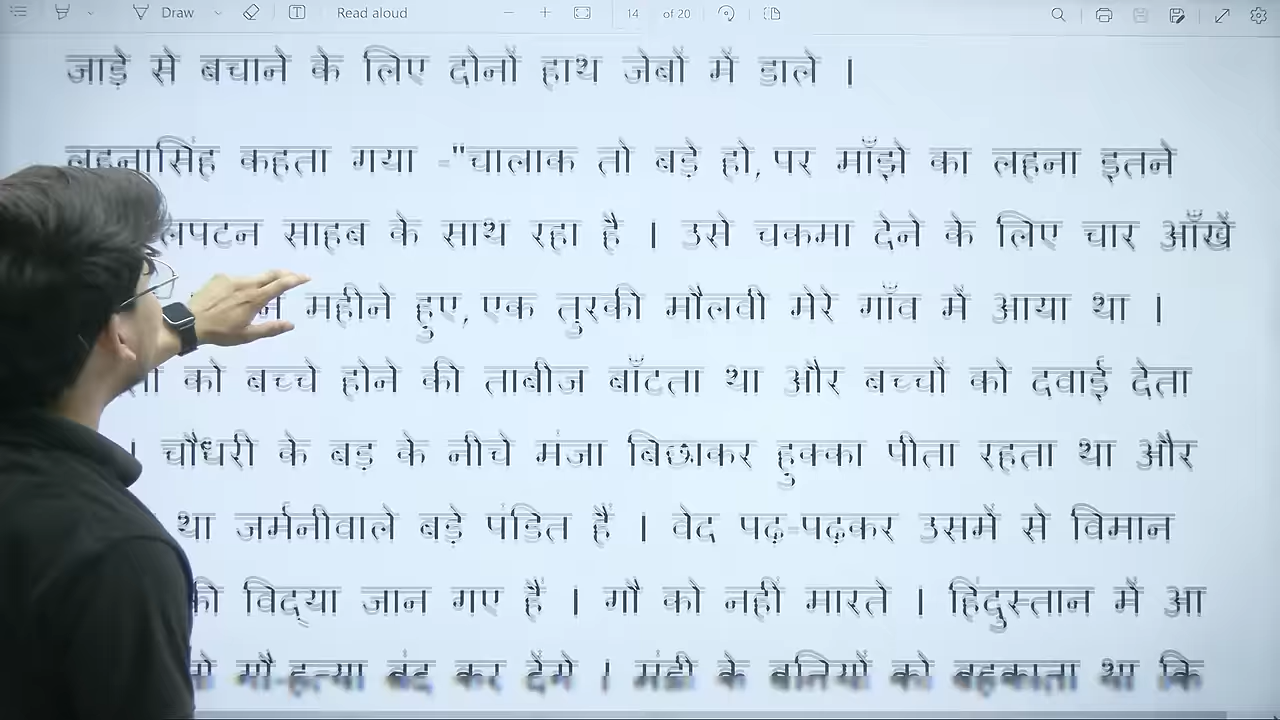 Draw Read aloud 14 of 20
जाड़े से बचाने के लिए दोनों हाथ जेबों में डाले ।
लहनासिंह कहता गया -"चालाक तो बड़े हो, पर माँझे का लहना इतने
लपटन साहब के साथ रहा है । उसे चकमा देने के लिए चार आँखें
महीने हुए, एक तुरकी मौलवी मेरे गाँव में आया था ।
को बच्चे होने की ताबीज बाँटता था और बच्चों को दवाई देता
। चौधरी के बड़ के नीचे मंजा बिछाकर हुक्का पीता रहता था और
था जर्मनीवाले बड़े पंडित हैं । वेद पढ़-पढ़कर उसमें से विमान
की विद्या जान गए हैं । गौ को नहीं मारते । हिंदुस्तान में आ
गौ-हत्या बंद कर देंगे । मंडी के बनियों को बहकाता था कि